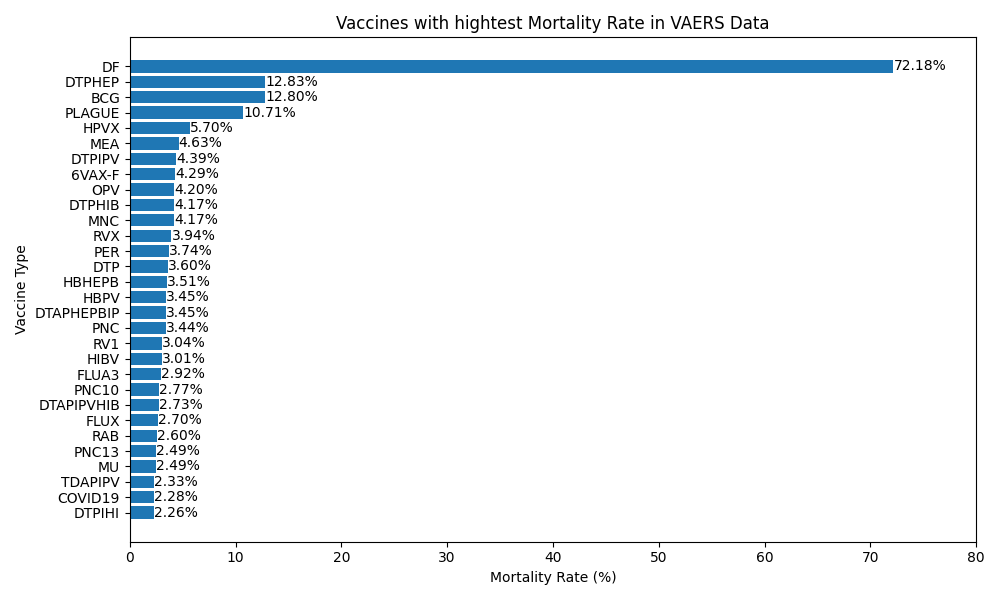 Vaccines with hightest Mortality Rate in VAERS Data
Vaccine Type
DF 72.18%
DTPHEP 12.83%
BCG 12.80%
PLAGUE 10.71%
HPVX 5.70%
MEA 4.63%
DTPIPV 4.39%
6VAX-F 4.29%
OPV 4.20%
DTPHIB 4.17%
MNC 4.17%
RVX 3.94%
PER 3.74%
DTP 3.60%
HBHEPB 3.51%
HBPV 3.45%
DTAPHEPBIP 3.45%
PNC 3.44%
RV1 3.04%
HIBV 3.01%
FLUA3 2.92%
PNC10 2.77%
DTAPIPVHIB 2.73%
FLUX 2.70%
RAB 2.60%
PNC13 2.49%
MU 2.49%
TDAPIPV 2.33%
COVID19 2.28%
DTPIHI 2.26%
0 10 20 30 40 50 60 70 80
Mortality Rate (%)